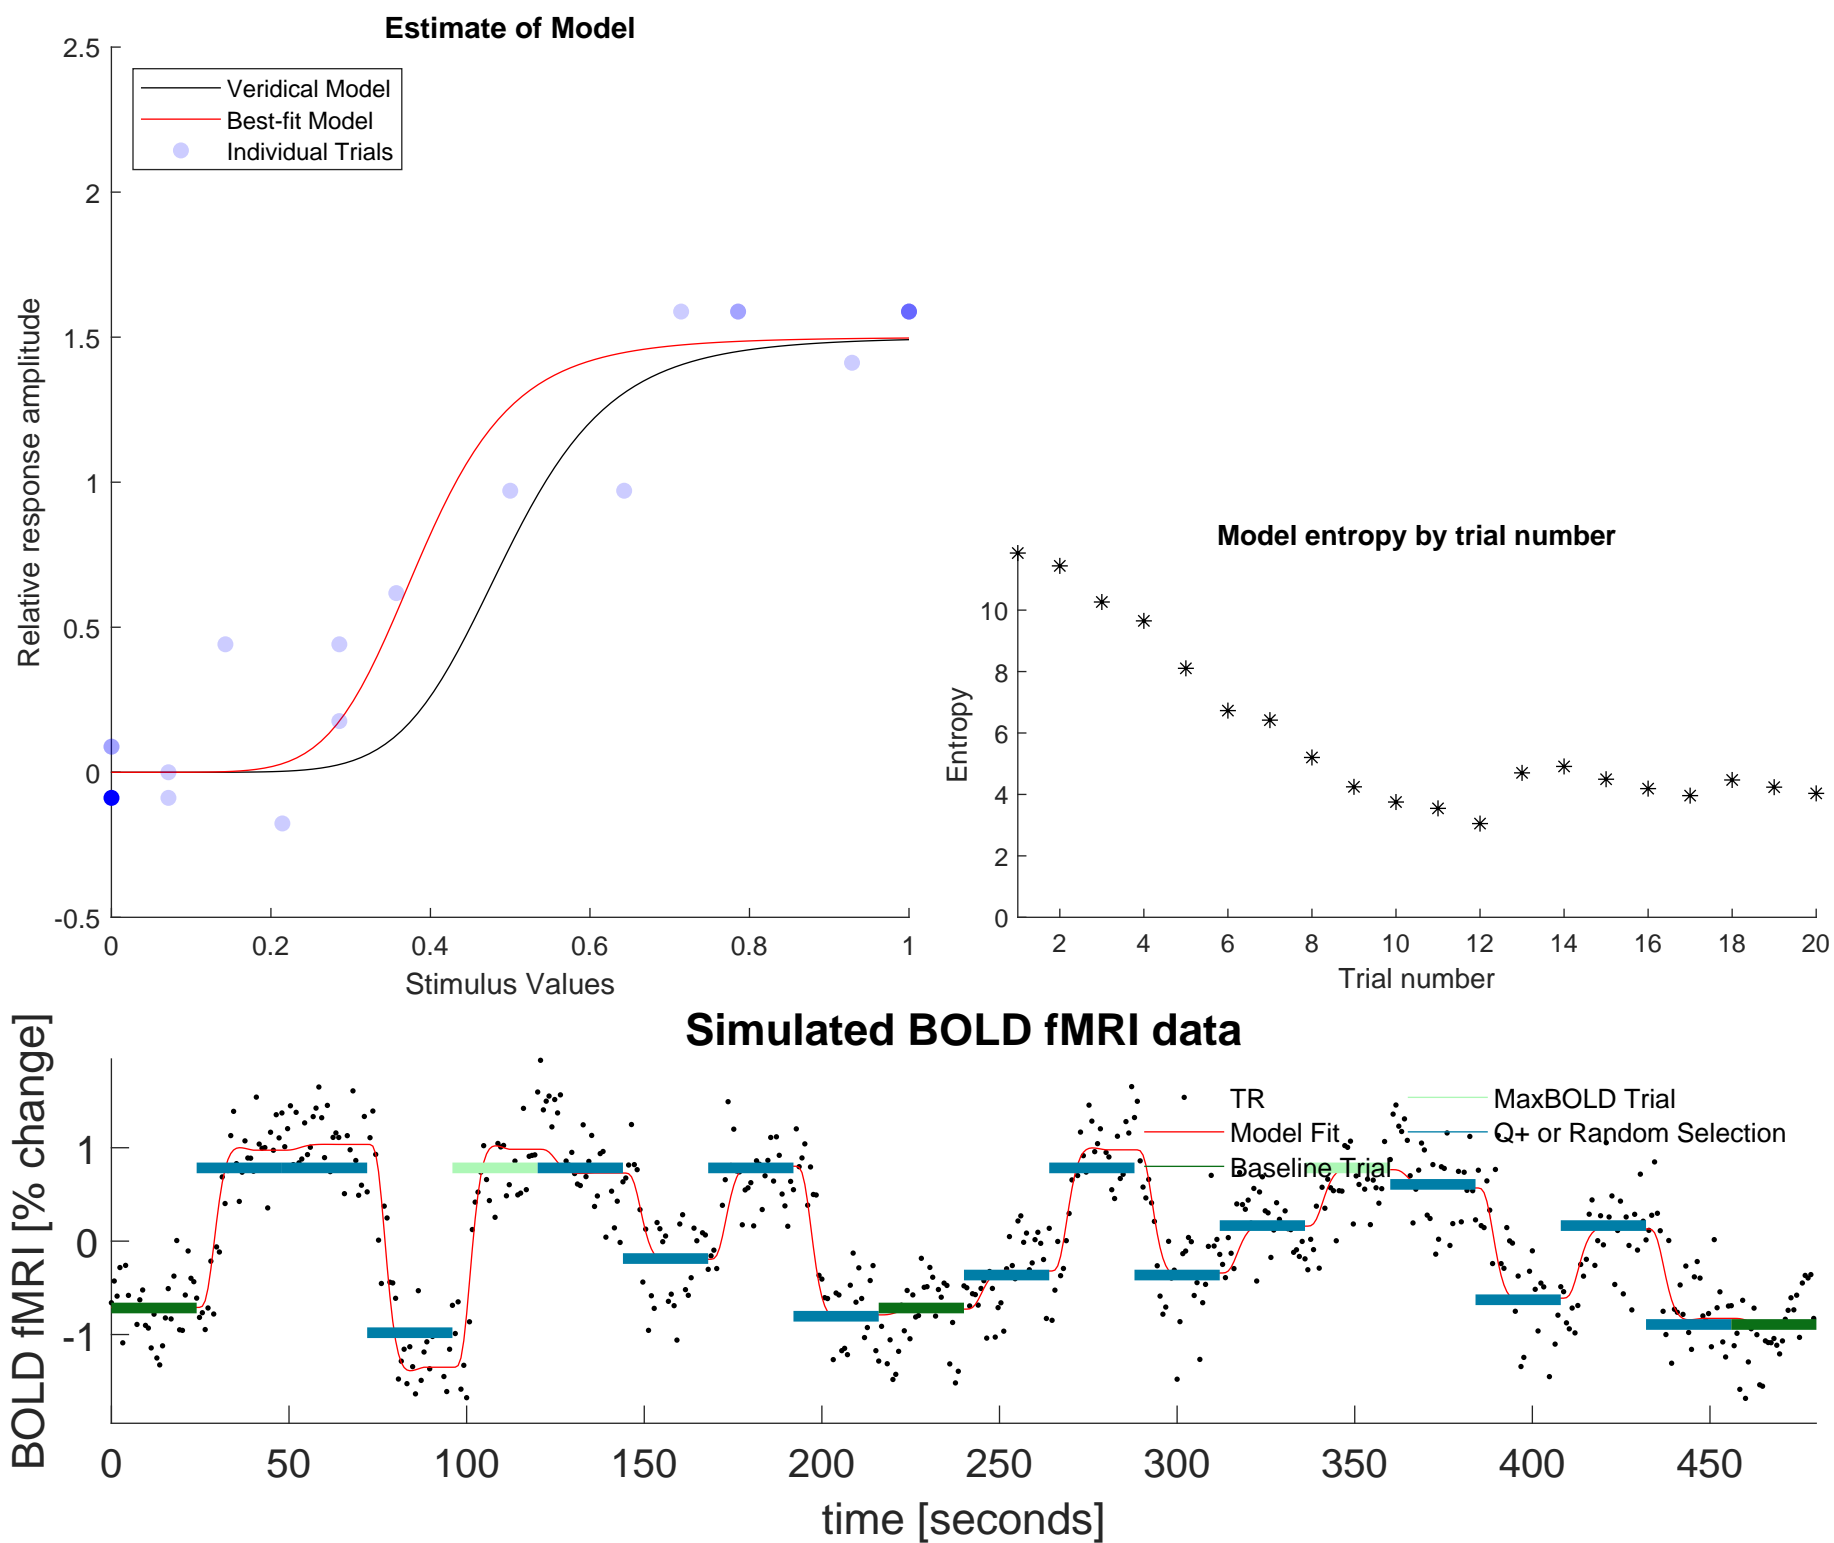 Estimate of Model
2.5
2
1.5
1
0.5
0
-0.5
Relative response amplitude
Veridical Model
Best-fit Model
Individual Trials
0 0.2 0.4 0.6 0.8 1
Stimulus Values
Model entropy by trial number
10
8
6
4
2
0
Entropy
2 4 6 8 10 12 14 16 18 20
Trial number
Simulated BOLD fMRI data
BOLD fMRI [% change]
1
0
-1
TR
Model Fit
Baseline Trial
MaxBOLD Trial
Q+ or Random Selection
0 50 100 150 200 250 300 350 400 450
time [seconds]